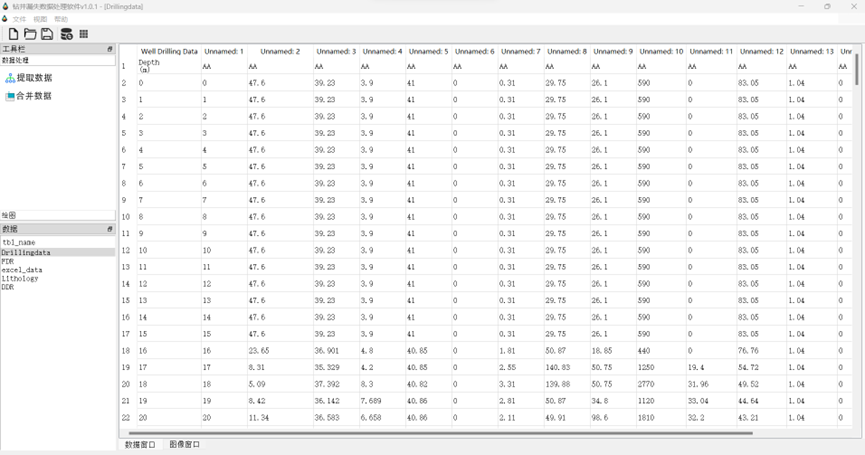 钻井漏失数据处理软件v1.0.1 - [Drillingdata]
文件 视图 帮助
工具栏
数据处理
提取数据
合并数据
绘图
数据
tbl_name
Drillingdata
FDR
excel_data
Lithology
DDR
Well Drilling Data Unnamed: 1 Unnamed: 2 Unnamed: 3 Unnamed: 4 Unnamed: 5 Unnamed: 6 Unnamed: 7 Unnamed: 8 Unnamed: 9 Unnamed: 10 Unnamed: 11 Unnamed: 12 Unnamed: 13 Unn
1 Depth (m) AA AA AA AA AA AA AA AA AA AA AA AA AA AA
2 0 0 47.6 39.23 3.9 41 0 0.31 29.75 26.1 590 0 83.05 1.04 0
3 1 1 47.6 39.23 3.9 41 0 0.31 29.75 26.1 590 0 83.05 1.04 0
4 2 2 47.6 39.23 3.9 41 0 0.31 29.75 26.1 590 0 83.05 1.04 0
5 3 3 47.6 39.23 3.9 41 0 0.31 29.75 26.1 590 0 83.05 1.04 0
6 4 4 47.6 39.23 3.9 41 0 0.31 29.75 26.1 590 0 83.05 1.04 0
7 5 5 47.6 39.23 3.9 41 0 0.31 29.75 26.1 590 0 83.05 1.04 0
8 6 6 47.6 39.23 3.9 41 0 0.31 29.75 26.1 590 0 83.05 1.04 0
9 7 7 47.6 39.23 3.9 41 0 0.31 29.75 26.1 590 0 83.05 1.04 0
10 8 8 47.6 39.23 3.9 41 0 0.31 29.75 26.1 590 0 83.05 1.04 0
11 9 9 47.6 39.23 3.9 41 0 0.31 29.75 26.1 590 0 83.05 1.04 0
12 10 10 47.6 39.23 3.9 41 0 0.31 29.75 26.1 590 0 83.05 1.04 0
13 11 11 47.6 39.23 3.9 41 0 0.31 29.75 26.1 590 0 83.05 1.04 0
14 12 12 47.6 39.23 3.9 41 0 0.31 29.75 26.1 590 0 83.05 1.04 0
15 13 13 47.6 39.23 3.9 41 0 0.31 29.75 26.1 590 0 83.05 1.04 0
16 14 14 47.6 39.23 3.9 41 0 0.31 29.75 26.1 590 0 83.05 1.04 0
17 15 15 47.6 39.23 3.9 41 0 0.31 29.75 26.1 590 0 83.05 1.04 0
18 16 16 23.65 36.901 4.8 40.85 0 1.81 50.87 18.85 440 0 76.76 1.04 0
19 17 17 8.31 35.329 4.2 40.85 0 2.55 140.83 50.75 1250 19.4 54.72 1.04 0
20 18 18 5.09 37.392 8.3 40.82 0 3.31 139.88 50.75 2770 31.96 49.52 1.04 0
21 19 19 8.42 36.142 7.689 40.86 0 2.81 50.87 34.8 1120 33.04 44.64 1.04 0
22 20 20 11.34 36.583 6.658 40.86 0 2.11 49.91 98.6 1810 32.2 43.21 1.04 0
数据窗口 图像窗口